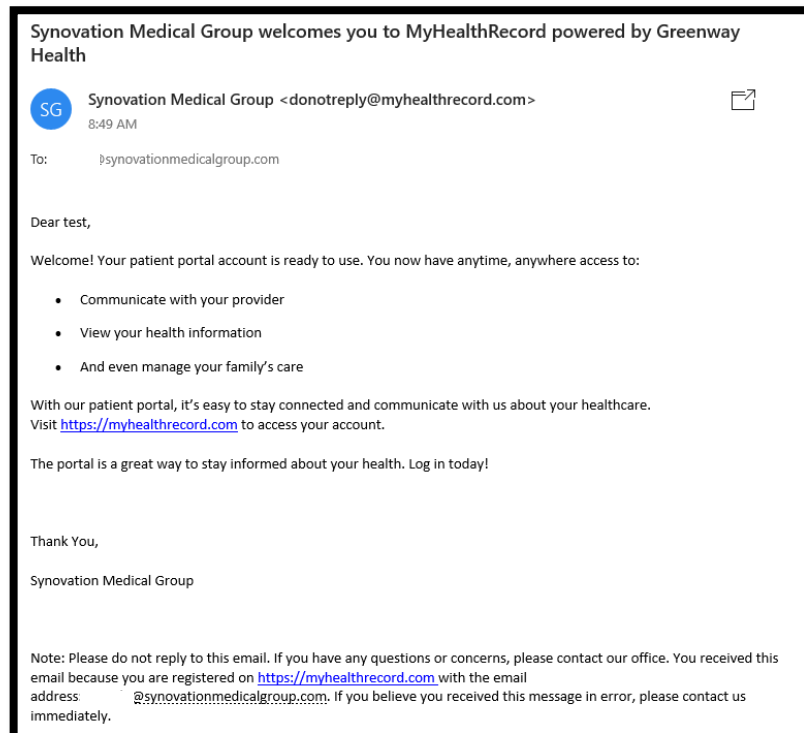 Synovation Medical Group welcomes you to MyHealthRecord powered by Greenway
Health
SG
Synovation Medical Group <donotreply@myhealthrecord.com>
8:49 AM
To: @synovationmedicalgroup.com
Dear test,
Welcome! Your patient portal account is ready to use. You now have anytime, anywhere access to:
• Communicate with your provider
• View your health information
• And even manage your family's care
With our patient portal, it's easy to stay connected and communicate with us about your healthcare.
Visit https://myhealthrecord.com to access your account.
The portal is a great way to stay informed about your health. Log in today!
Thank You,
Synovation Medical Group
Note: Please do not reply to this email. If you have any questions or concerns, please contact our office. You received this
email because you are registered on https://myhealthrecord.com with the email
address: @synovationmedicalgroup.com. If you believe you received this message in error, please contact us
immediately.